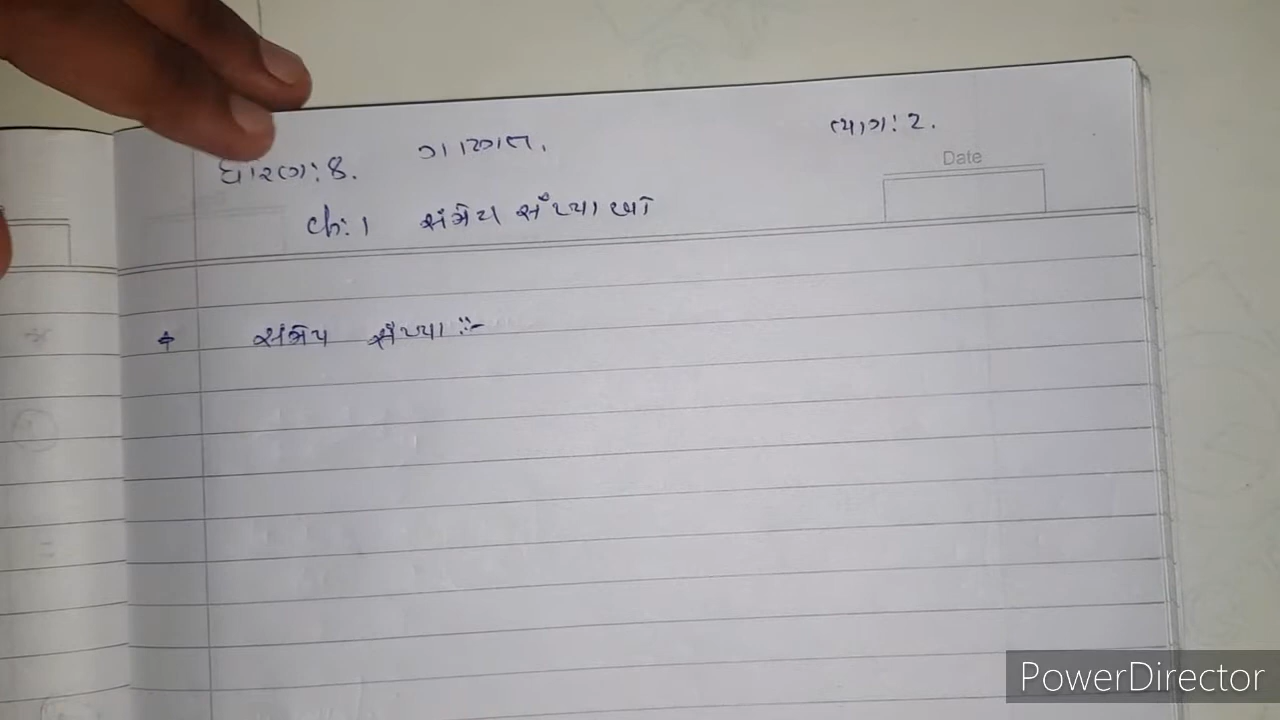 ધોરણ: 8. ગણિત. ભાગ: 2.
Date
ch: 1 સંમેય સંખ્યાઓ
સંમેય સંખ્યા :-
PowerDirector